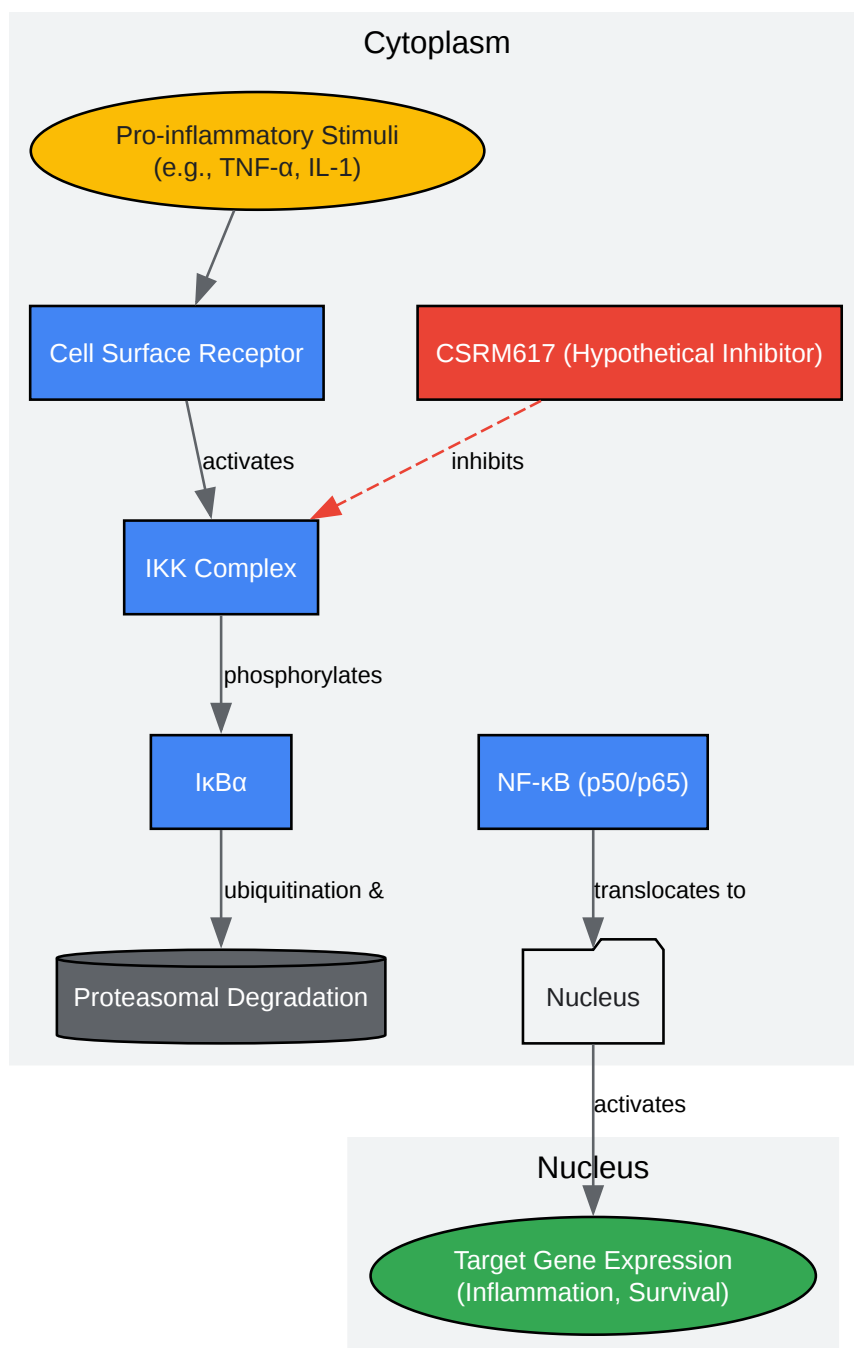 Cytoplasm
Pro-inflammatory Stimuli
(e.g., TNF-α, IL-1)
Cell Surface Receptor
CSRM617 (Hypothetical Inhibitor)
activates
inhibits
IKK Complex
phosphorylates
IκBα
NF-κB (p50/p65)
ubiquitination &
translocates to
Proteasomal Degradation
Nucleus
activates
Nucleus
Target Gene Expression
(Inflammation, Survival)